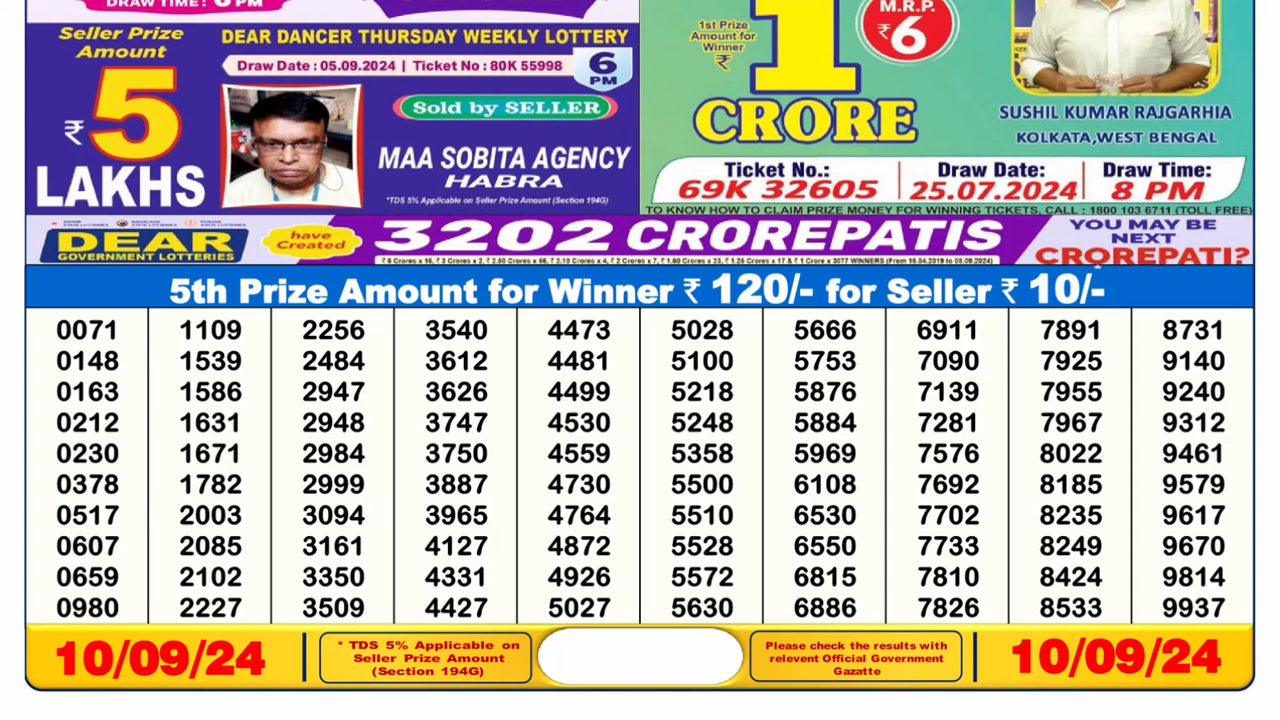 DRAW TIME: 6 PM
Seller Prize
Amount
₹5
LAKHS
DEAR DANCER THURSDAY WEEKLY LOTTERY
Draw Date : 05.09.2024 | Ticket No : 80K 55998
6
PM
Sold by SELLER
MAA SOBITA AGENCY
HABRA
*TDS 5% Applicable on Seller Prize Amount (Section 194G)
1st Prize
Amount for
Winner
₹
1
CRORE
M.R.P.
₹6
SUSHIL KUMAR RAJGARHIA
KOLKATA,WEST BENGAL
Ticket No.: Draw Date: Draw Time:
69K 32605 25.07.2024 8 PM
TO KNOW HOW TO CLAIM PRIZE MONEY FOR WINNING TICKETS, CALL : 1800 103 6711 (TOLL FREE)
DEAR
GOVERNMENT LOTTERIES
have
Created
3202 CROREPATIS
YOU MAY BE
NEXT
CROREPATI?
5th Prize Amount for Winner ₹ 120/- for Seller ₹ 10/-*
0071 1109 2256 3540 4473 5028 5666 6911 7891 8731
0148 1539 2484 3612 4481 5100 5753 7090 7925 9140
0163 1586 2947 3626 4499 5218 5876 7139 7955 9240
0212 1631 2948 3747 4530 5248 5884 7281 7967 9312
0230 1671 2984 3750 4559 5358 5969 7576 8022 9461
0378 1782 2999 3887 4730 5500 6108 7692 8185 9579
0517 2003 3094 3965 4764 5510 6530 7702 8235 9617
0607 2085 3161 4127 4872 5528 6550 7733 8249 9670
0659 2102 3350 4331 4926 5572 6815 7810 8424 9814
0980 2227 3509 4427 5027 5630 6886 7826 8533 9937
10/09/24
* TDS 5% Applicable on
Seller Prize Amount
(Section 194G)
Please check the results with
relevent Official Government
Gazatte
10/09/24